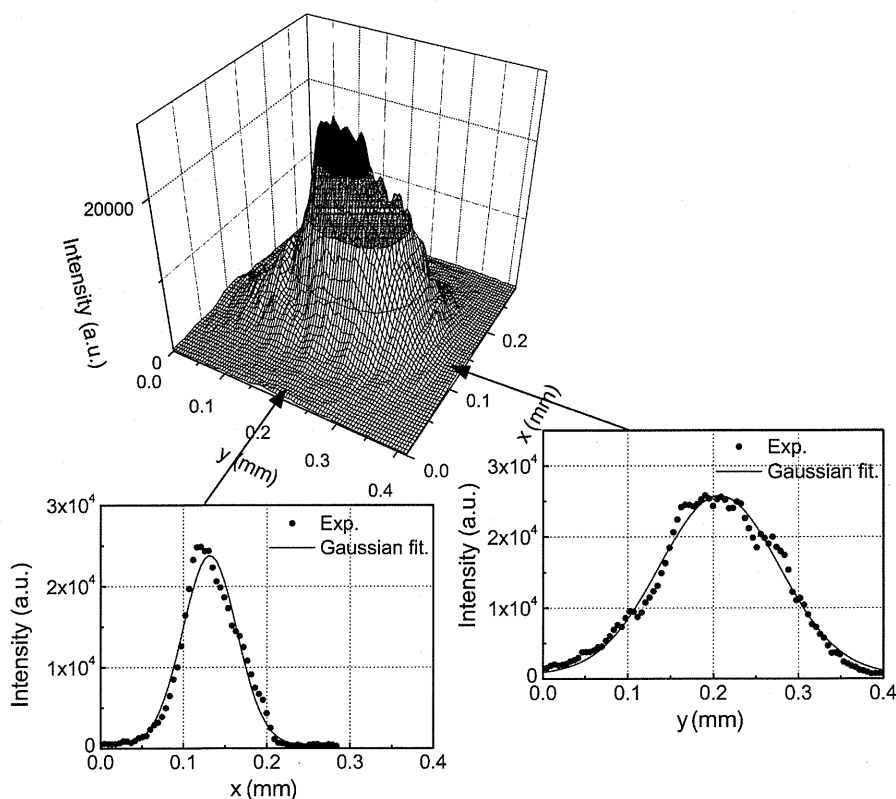 20000
Intensity (a.u.)
0
0.0
0.1
0.2
0.3
0.4
y (mm)
0.0
0.1
0.2
x (mm)
3x10⁴
2x10⁴
1x10⁴
0
Intensity (a.u.)
Exp.
Gaussian fit.
0.0 0.1 0.2 0.3 0.4
x (mm)
3x10⁴
2x10⁴
1x10⁴
0
Intensity (a.u.)
Exp.
Gaussian fit.
0.0 0.1 0.2 0.3 0.4
y (mm)